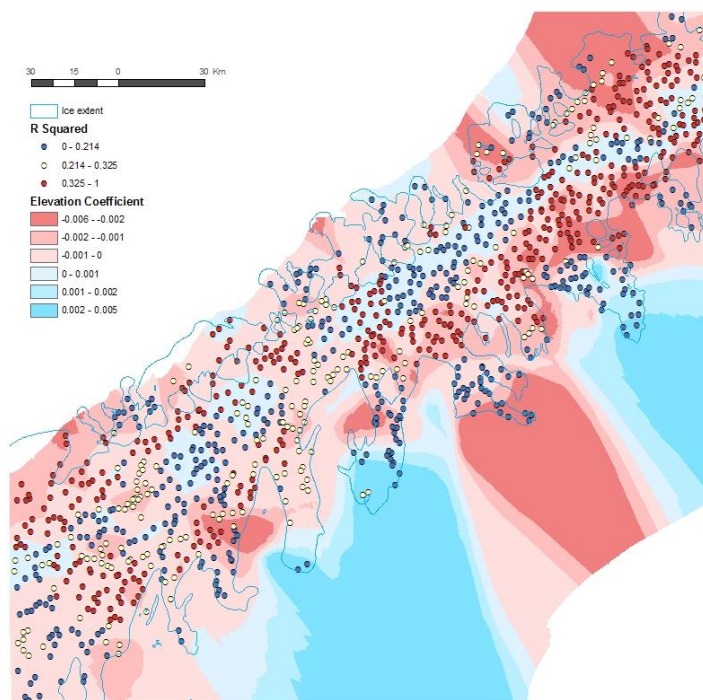 30 15 0 30 Km
Ice extent
R Squared
0 - 0.214
0.214 - 0.325
0.325 - 1
Elevation Coefficient
-0.006 - -0.002
-0.002 - -0.001
-0.001 - 0
0 - 0.001
0.001 - 0.002
0.002 - 0.005